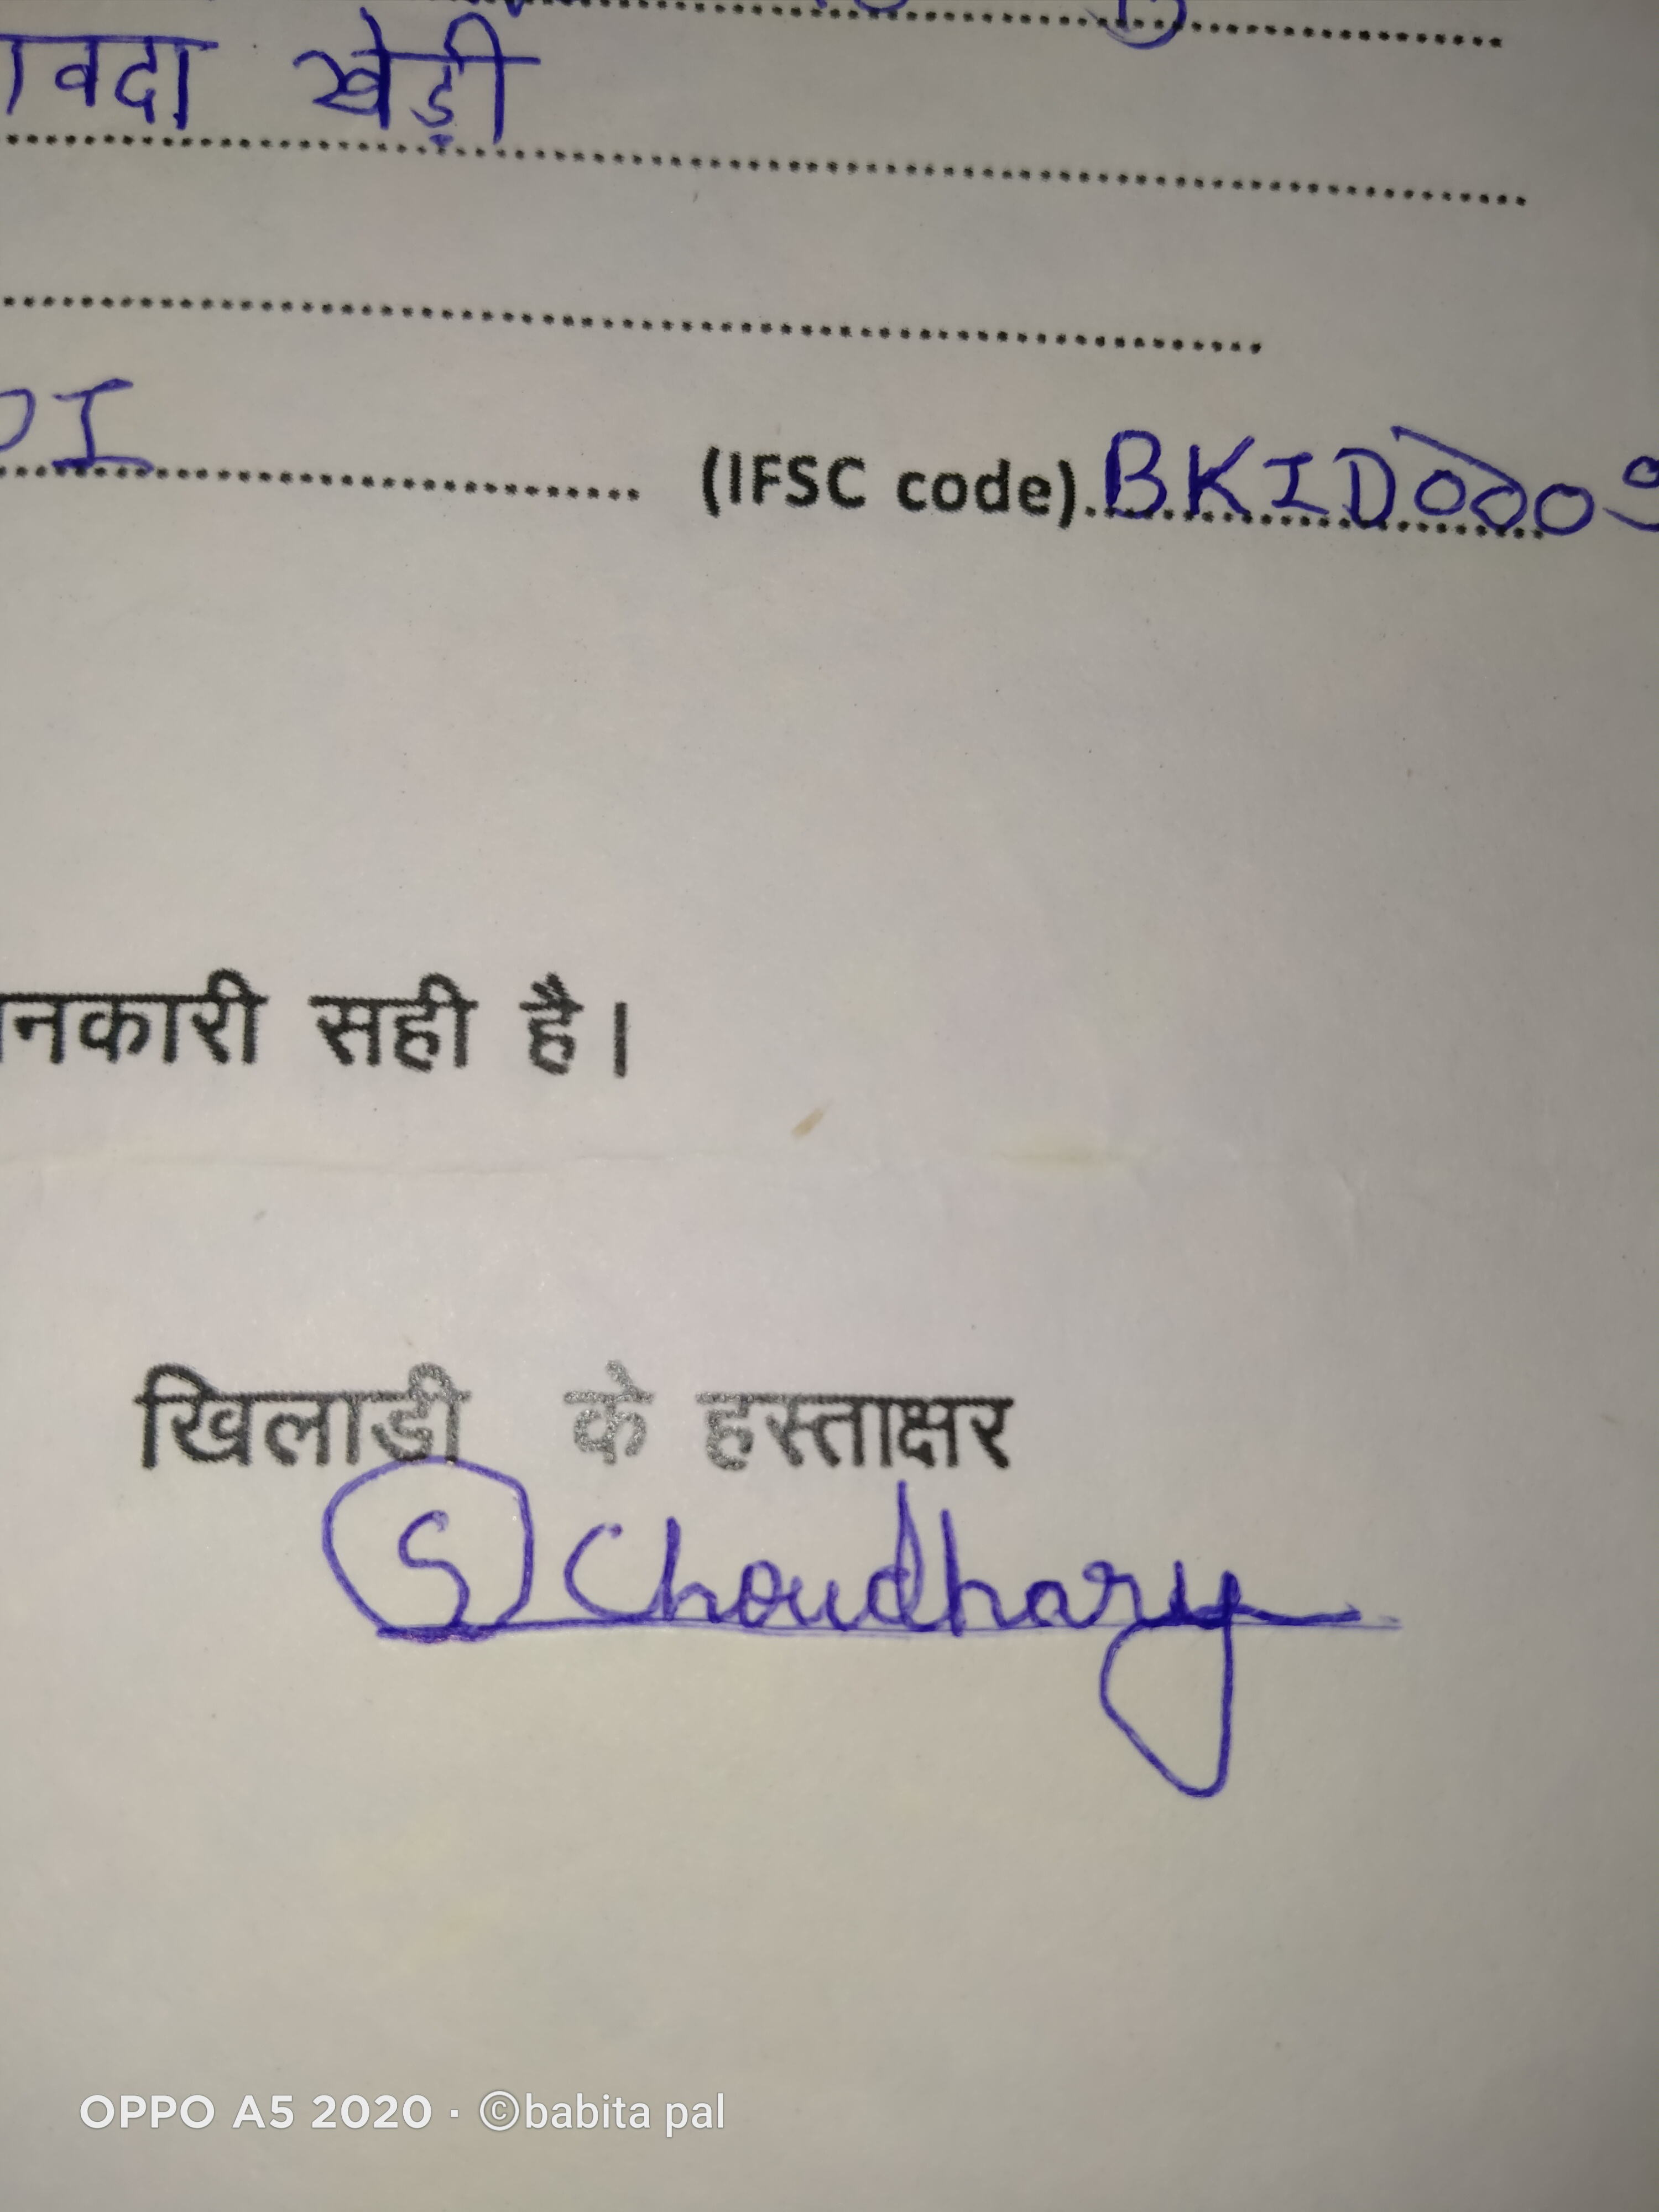 वदा खेड़ी
I (IFSC code) BKID000
नकारी सही है।
खिलाडी के हस्ताक्षर
S Choudhary
OPPO A5 2020 · ©babita pal